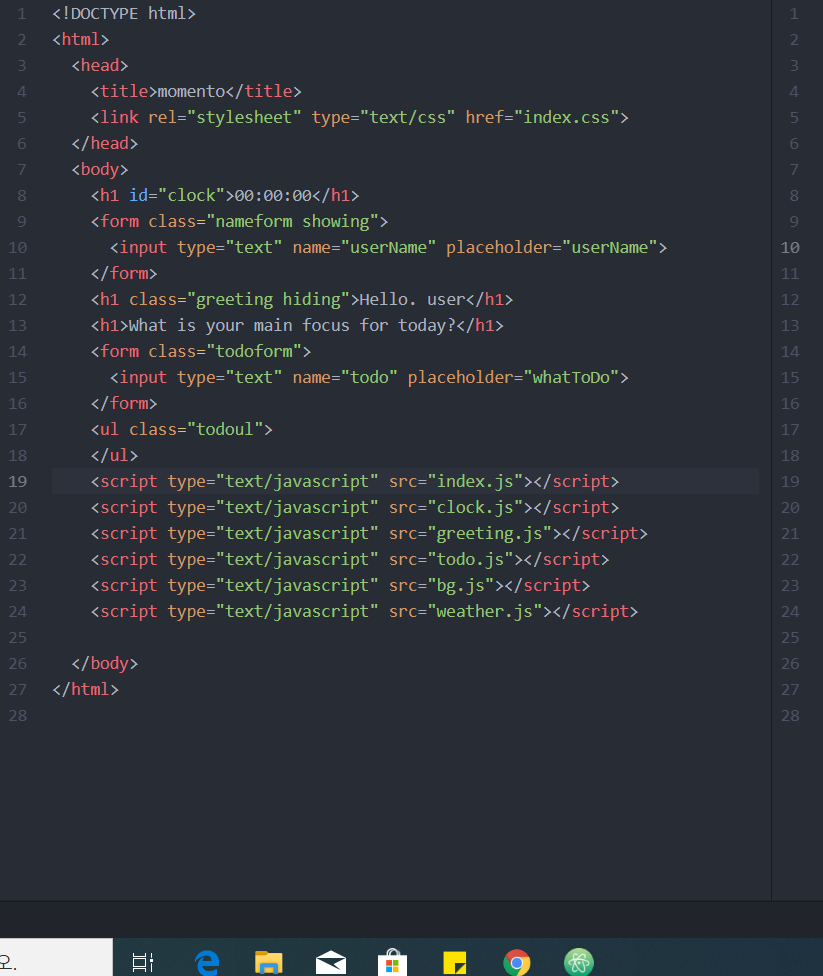 1 <!DOCTYPE html>
2 <html>
3   <head>
4     <title>momento</title>
5     <link rel="stylesheet" type="text/css" href="index.css">
6   </head>
7   <body>
8     <h1 id="clock">00:00:00</h1>
9     <form class="nameform showing">
10       <input type="text" name="userName" placeholder="userName">
11     </form>
12     <h1 class="greeting hiding">Hello. user</h1>
13     <h1>What is your main focus for today?</h1>
14     <form class="todoform">
15       <input type="text" name="todo" placeholder="whatToDo">
16     </form>
17     <ul class="todoul">
18     </ul>
19     <script type="text/javascript" src="index.js"></script>
20     <script type="text/javascript" src="clock.js"></script>
21     <script type="text/javascript" src="greeting.js"></script>
22     <script type="text/javascript" src="todo.js"></script>
23     <script type="text/javascript" src="bg.js"></script>
24     <script type="text/javascript" src="weather.js"></script>
25
26   </body>
27 </html>
28
1
2
3
4
5
6
7
8
9
10
11
12
13
14
15
16
17
18
19
20
21
22
23
24
25
26
27
28
오.